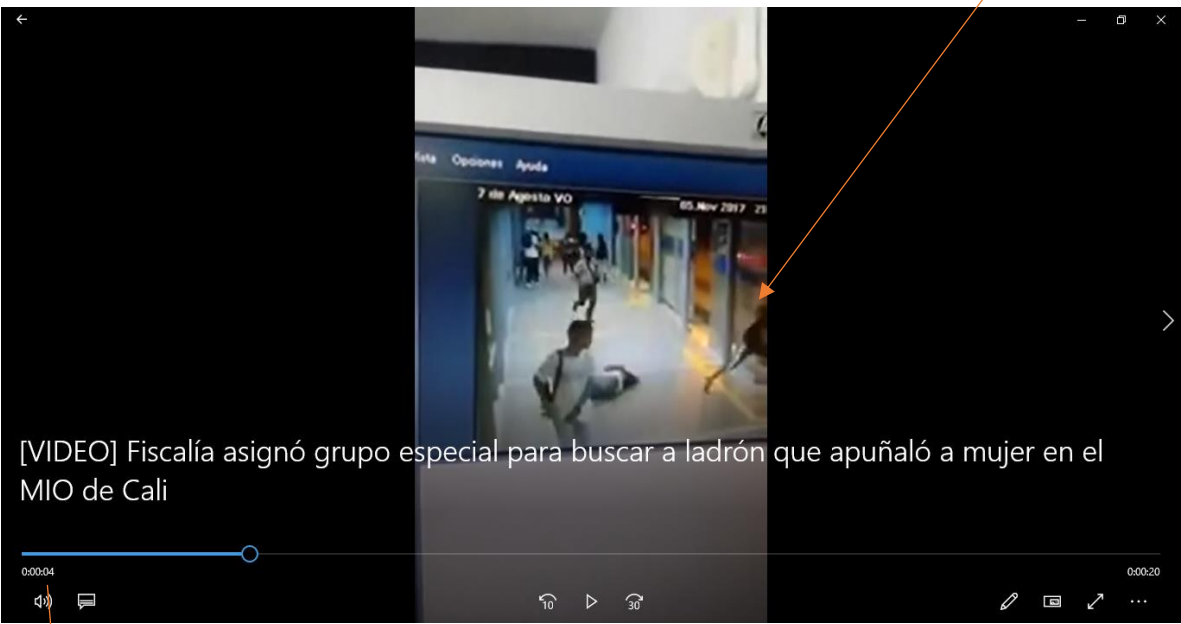 Opciones Ayuda
7 de Agosto VO
05.Nov 2017
[VIDEO] Fiscalía asignó grupo especial para buscar a ladrón que apuñaló a mujer en el
MIO de Cali
0:00:04
0:00:20
10
30